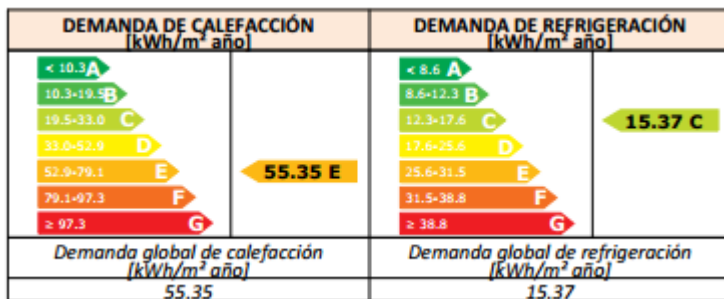 DEMANDA DE CALEFACCIÓN
[kWh/m² año]
DEMANDA DE REFRIGERACIÓN
[kWh/m² año]
< 10.3 A
10.3-19.5 B
19.5-33.0 C
33.0-52.9 D
52.9-79.1 E
79.1-97.3 F
≥ 97.3 G
55.35 E
< 8.6 A
8.6-12.3 B
12.3-17.6 C
17.6-25.6 D
25.6-31.5 E
31.5-38.8 F
≥ 38.8 G
15.37 C
Demanda global de calefacción
[kWh/m² año]
55.35
Demanda global de refrigeración
[kWh/m² año]
15.37